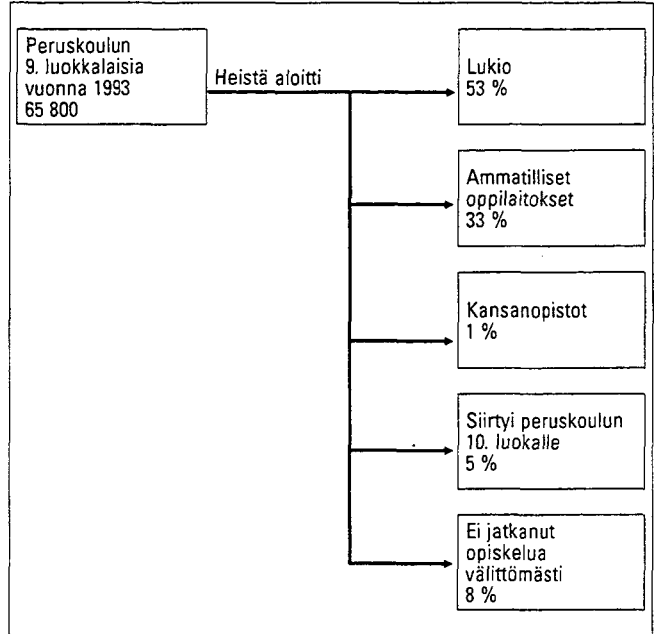 Peruskoulun
9. luokkalaisia
vuonna 1993
65 800
Heistä aloitti
Lukio
53 %
Ammatilliset
oppilaitokset
33 %
Kansanopistot
1 %
Siirtyi peruskoulun
10. luokalle
5 %
Ei jatkanut
opiskelua
välittömästi
8 %